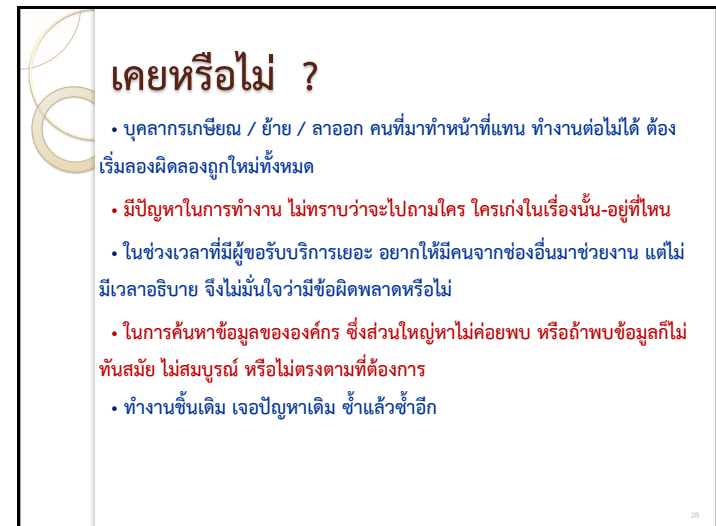 เคยหรือไม่ ?
• บุคลากรเกษียณ / ย้าย / ลาออก คนที่มาทำหน้าที่แทน ทำงานต่อไม่ได้ ต้อง
เริ่มลองผิดลองถูกใหม่ทั้งหมด
• มีปัญหาในการทำงาน ไม่ทราบว่าจะไปถามใคร ใครเก่งในเรื่องนั้น-อยู่ที่ไหน
• ในช่วงเวลาที่มีผู้ขอรับบริการเยอะ อยากให้มีคนจากช่องอื่นมาช่วยงาน แต่ไม่
มีเวลาอธิบาย จึงไม่มั่นใจว่ามีข้อผิดพลาดหรือไม่
• ในการค้นหาข้อมูลขององค์กร ซึ่งส่วนใหญ่หาไม่ค่อยพบ หรือถ้าพบข้อมูลก็ไม่
ทันสมัย ไม่สมบูรณ์ หรือไม่ตรงตามที่ต้องการ
• ทำงานชิ้นเดิม เจอปัญหาเดิม ซ้ำแล้วซ้ำอีก
28